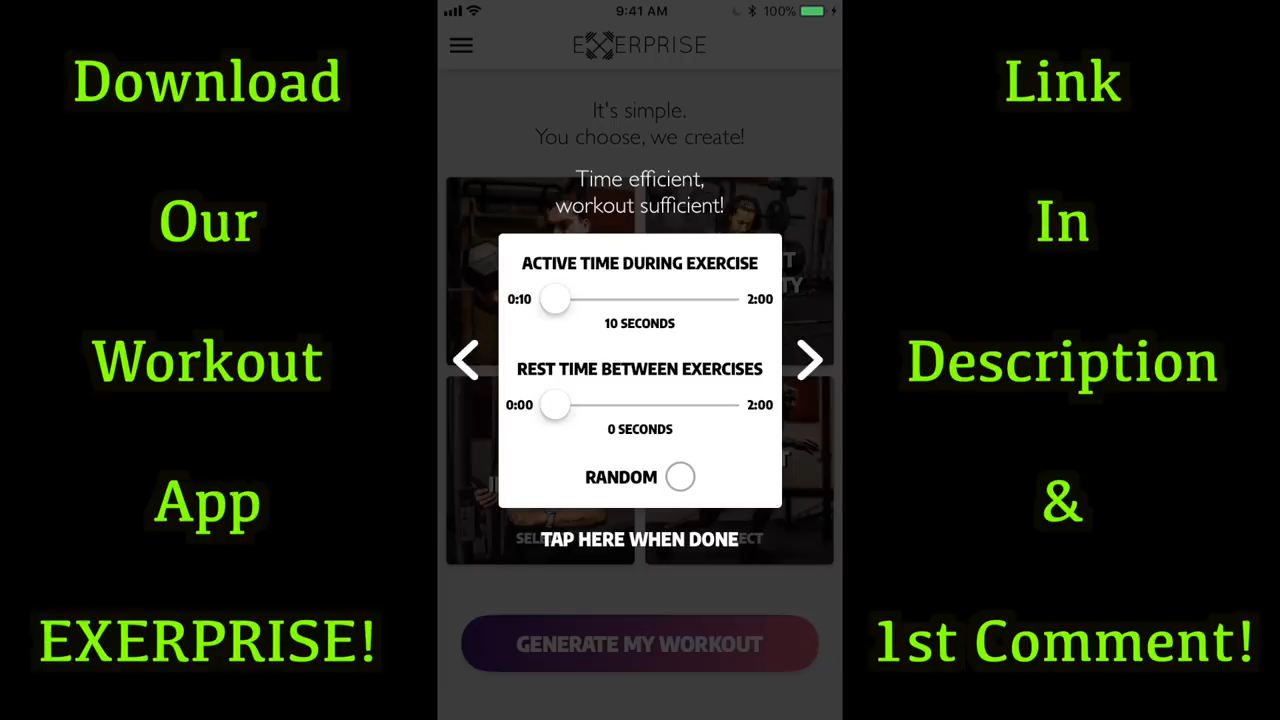 Download
Our
Workout
App
EXERPRISE!
9:41 AM
100%
EXERPRISE
It's simple.
You choose, we create!
Time efficient,
workout sufficient!
ACTIVE TIME DURING EXERCISE
0:10 2:00
10 SECONDS
REST TIME BETWEEN EXERCISES
0:00 2:00
0 SECONDS
RANDOM
TAP HERE WHEN DONE
GENERATE MY WORKOUT
Link
In
Description
&
1st Comment!